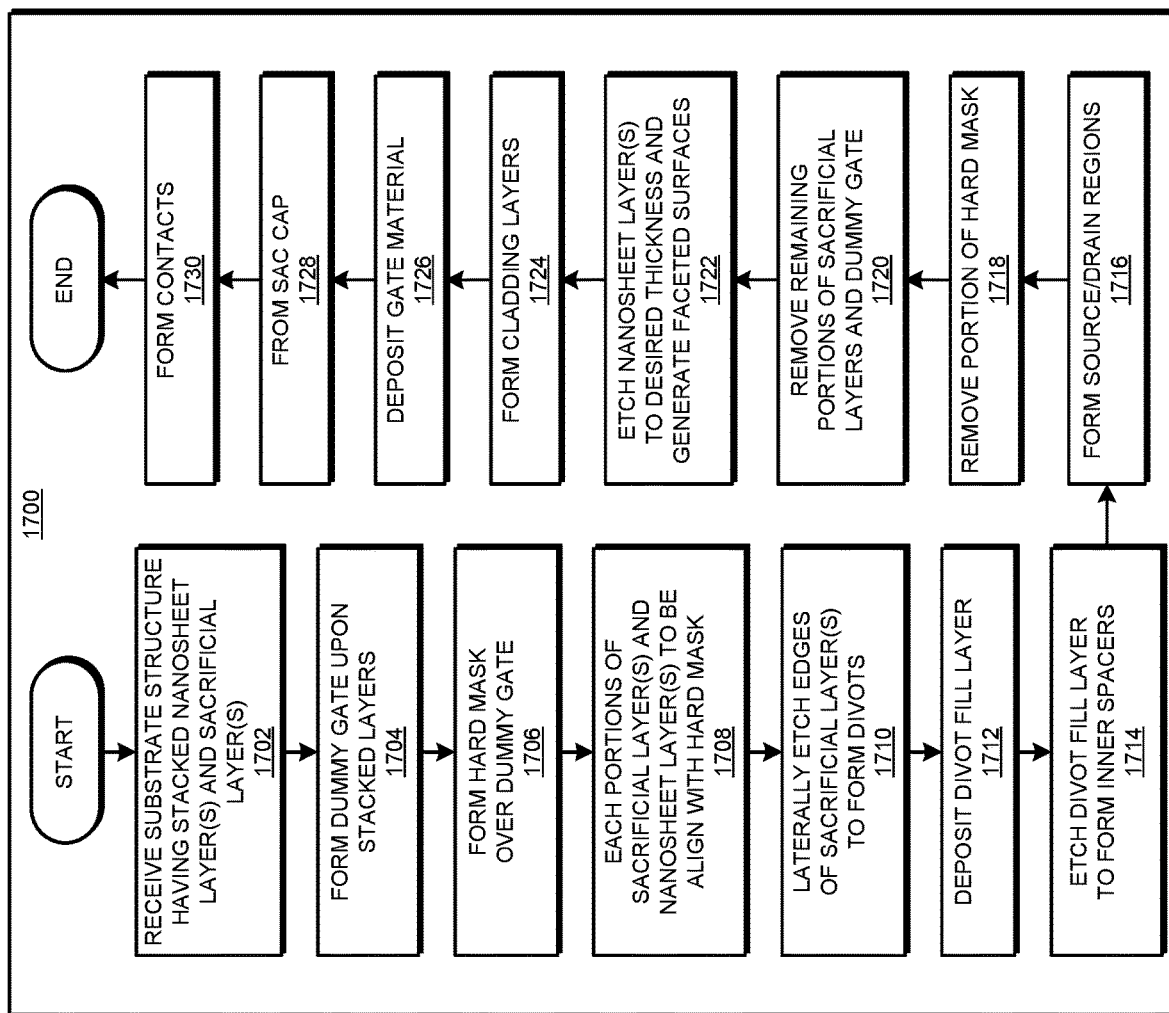 1700
START
RECEIVE SUBSTRATE STRUCTURE
HAVING STACKED NANOSHEET
LAYER(S) AND SACRIFICIAL
LAYER(S)
1702
FORM DUMMY GATE UPON
STACKED LAYERS
1704
FORM HARD MASK
OVER DUMMY GATE
1706
EACH PORTIONS OF
SACRIFICIAL LAYER(S) AND
NANOSHEET LAYER(S) TO BE
ALIGN WITH HARD MASK
1708
LATERALLY ETCH EDGES
OF SACRIFICIAL LAYER(S)
TO FORM DIVOTS
1710
DEPOSIT DIVOT FILL LAYER
1712
ETCH DIVOT FILL LAYER
TO FORM INNER SPACERS
1714
FORM SOURCE/DRAIN REGIONS
1716
REMOVE PORTION OF HARD MASK
1718
REMOVE REMAINING
PORTIONS OF SACRIFICIAL
LAYERS AND DUMMY GATE
1720
ETCH NANOSHEET LAYER(S)
TO DESIRED THICKNESS AND
GENERATE FACETED SURFACES
1722
FORM CLADDING LAYERS
1724
DEPOSIT GATE MATERIAL
1726
FROM SAC CAP
1728
FORM CONTACTS
1730
END